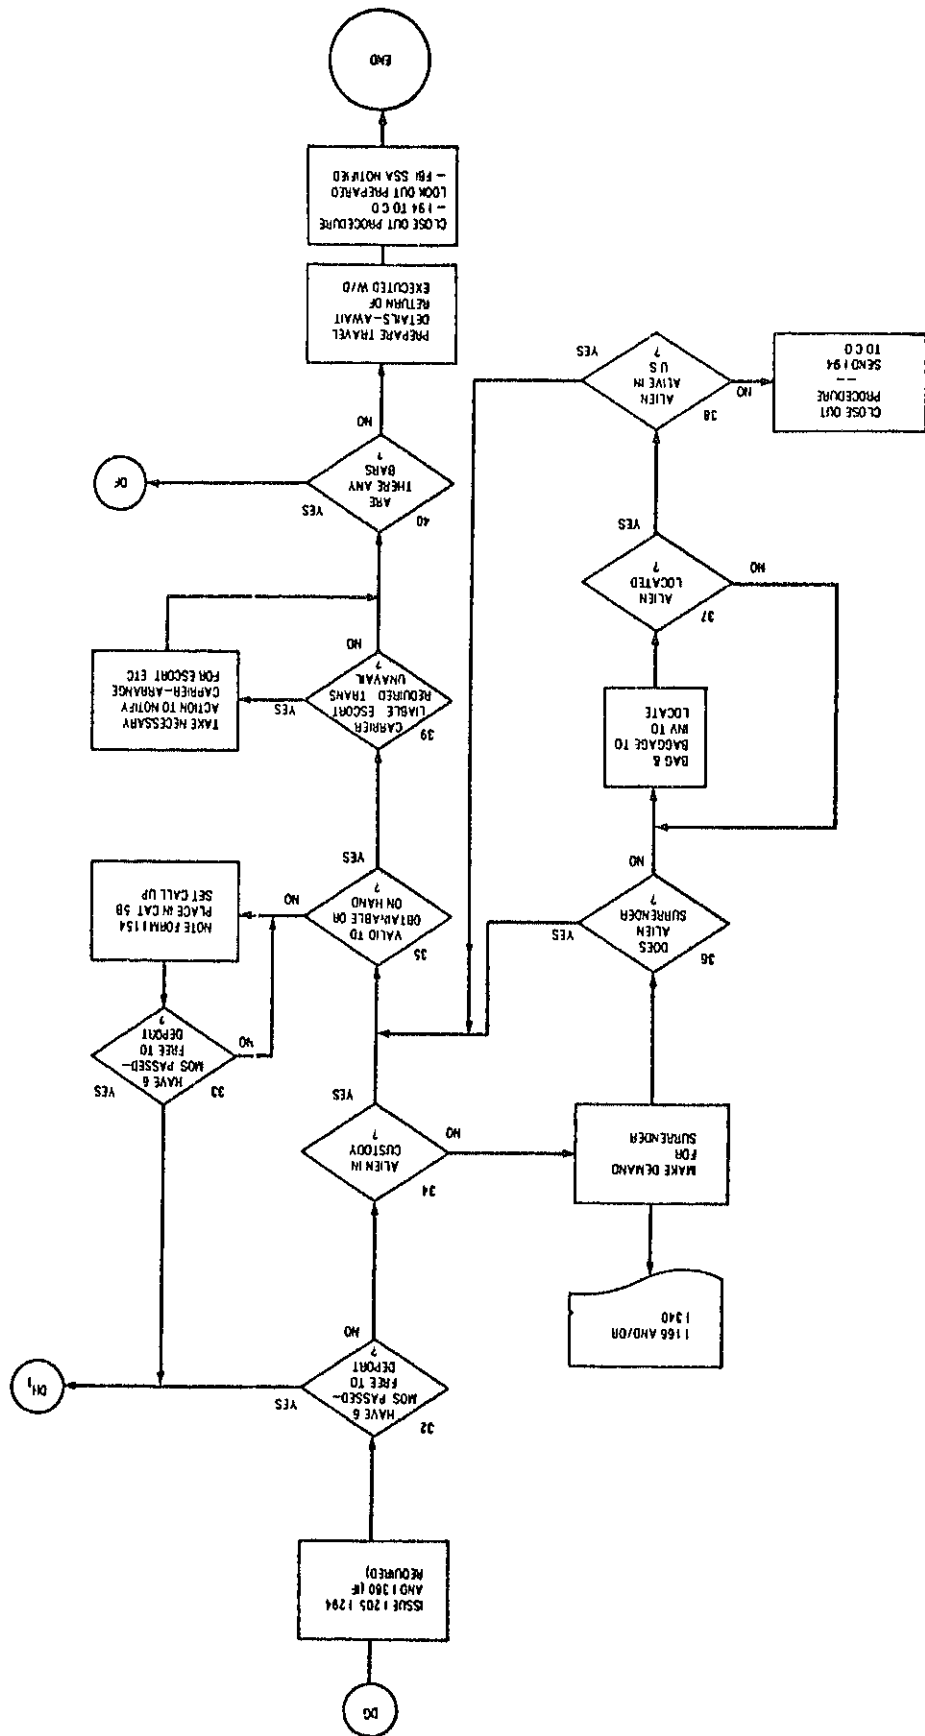 DG
ISSUE I 205 I 294
AND I 380 (IF
REQUIRED)
32
HAVE 6
MOS PASSED—
FREE TO
DEPORT
?
YES
DH1
NO
I 166 AND/OR
I 340
MAKE DEMAND
FOR
SURRENDER
34
ALIEN IN
CUSTODY
?
NO
YES
33
HAVE 6
MOS PASSED—
FREE TO
DEPORT
?
YES
NO
NOTE FORM I 154
PLACE IN CAT 5B
SET CALL UP
36
DOES
ALIEN
SURRENDER
?
YES
NO
35
VALID TD
OBTAINABLE OR
ON HAND
?
NO
YES
BAG &
BAGGAGE TO
INV TO
LOCATE
39
CARRIER
LIABLE ESCORT
REQUIRED TRANS
UNAVAIL
?
YES
NO
TAKE NECESSARY
ACTION TO NOTIFY
CARRIER—ARRANGE
FOR ESCORT ETC
37
ALIEN
LOCATED
?
NO
YES
40
ARE
THERE ANY
BARS
?
YES
DF
NO
38
ALIEN
ALIVE IN
U S
?
YES
NO
CLOSE OUT
PROCEDURE
——
SEND I 94
TO C O
PREPARE TRAVEL
DETAILS—AWAIT
RETURN OF
EXECUTED W/D
CLOSE OUT PROCEDURE
— I 94 TO C O
LOOK OUT PREPARED
— FBI SSA NOTIFIED
END